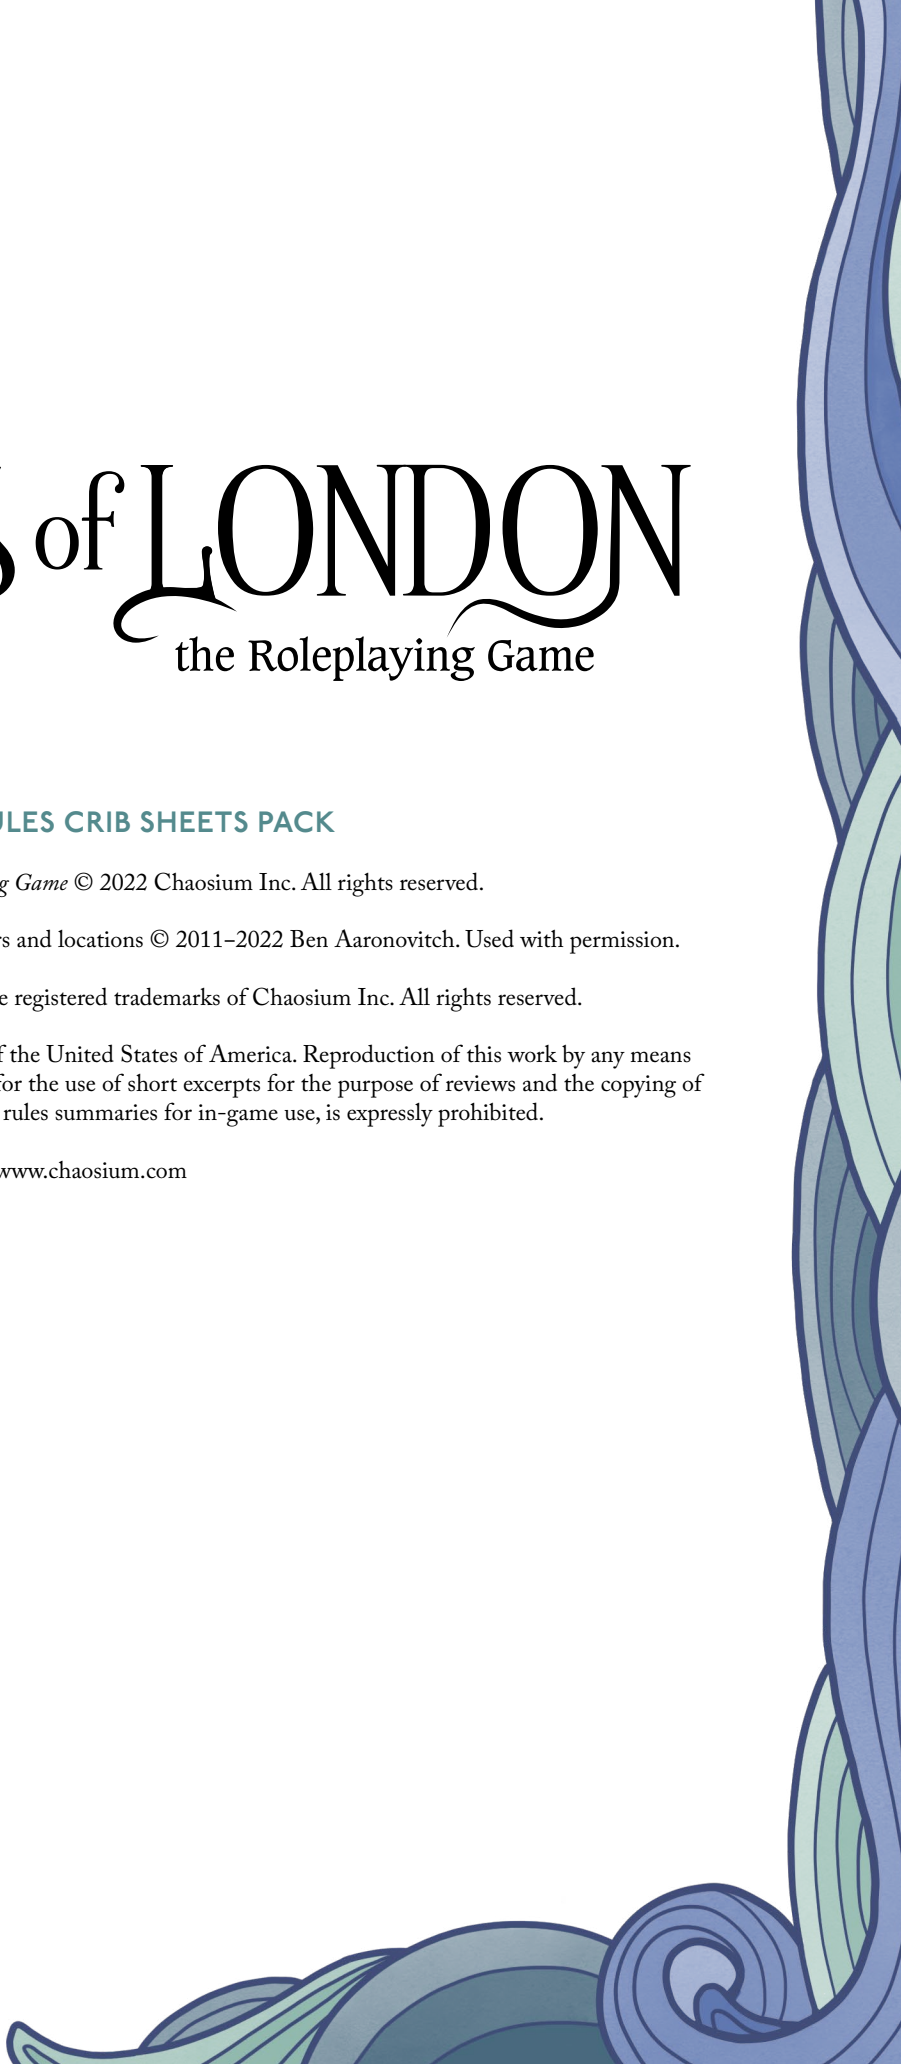 of LONDON
the Roleplaying Game
ULES CRIB SHEETS PACK
g Game © 2022 Chaosium Inc. All rights reserved.
rs and locations © 2011–2022 Ben Aaronovitch. Used with permission.
e registered trademarks of Chaosium Inc. All rights reserved.
f the United States of America. Reproduction of this work by any means
for the use of short excerpts for the purpose of reviews and the copying of
rules summaries for in-game use, is expressly prohibited.
www.chaosium.com